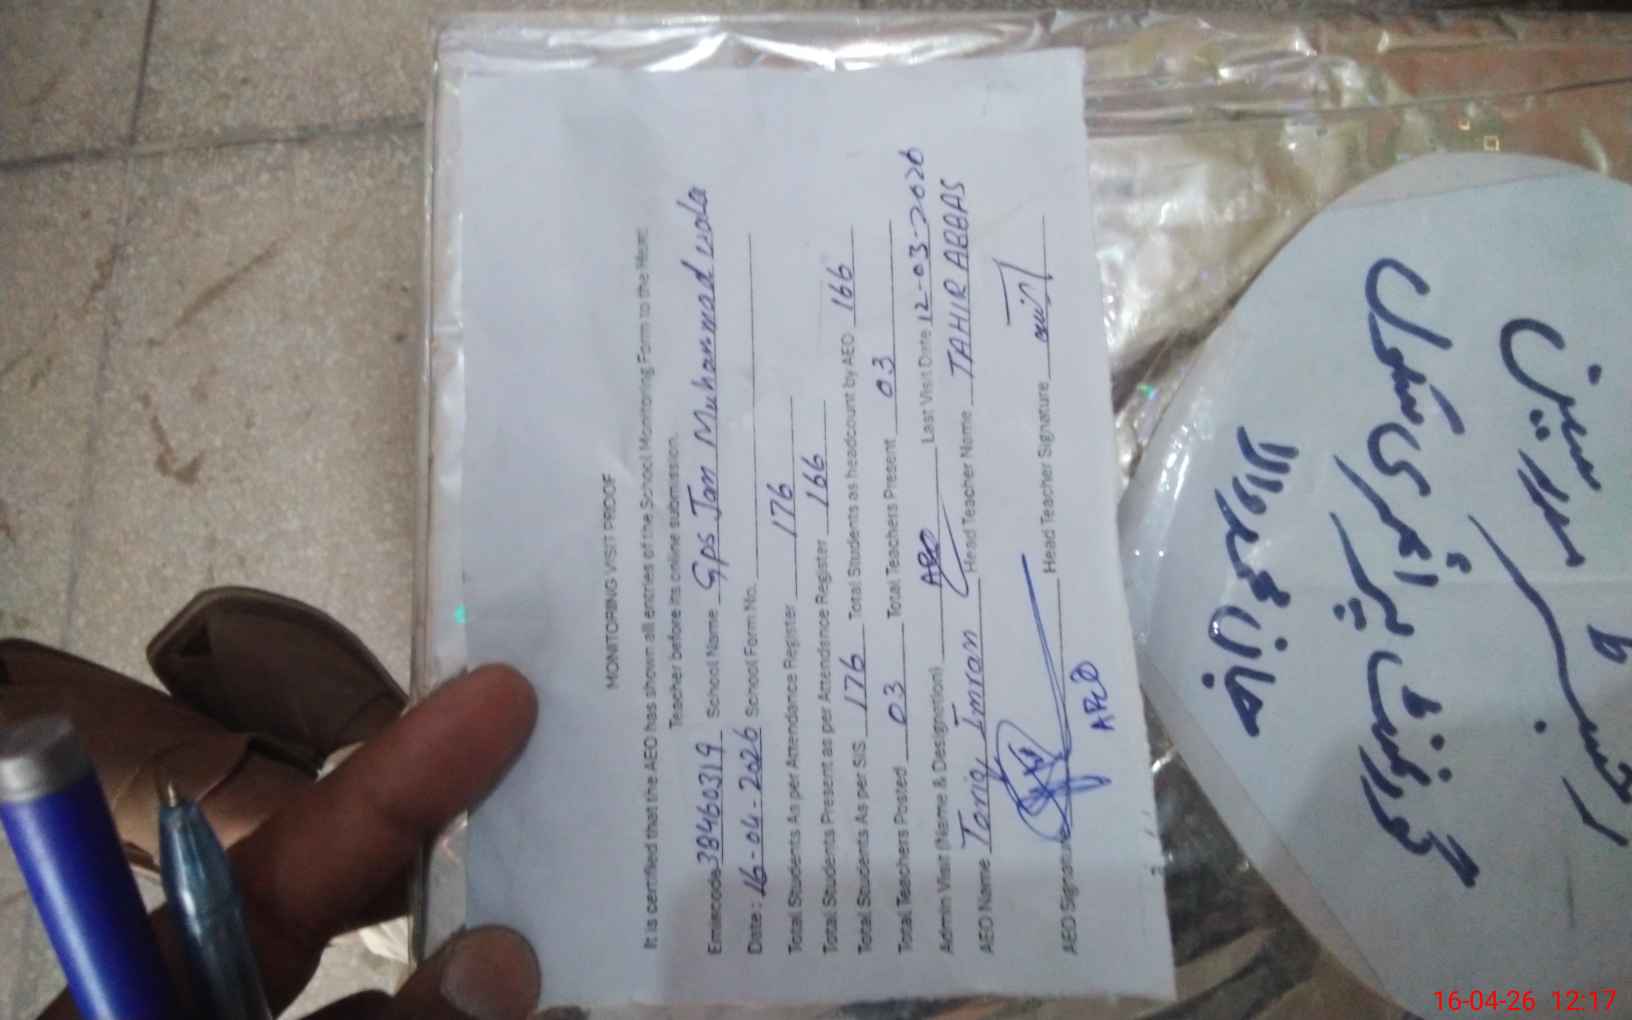 MONITORING VISIT PROOF
It is certified that the AEO has shown all entries of the School Monitoring Form to the Head
Teacher before its online submission.
Emiscode 38460319 School Name Gps Jan Muhammad wala
Date: 16-04-2026 School Form No.
Total Students As per Attendance Register 176
Total Students Present as per Attendance Register 166
Total Students As per SIS 176 Total Students as headcount by AEO 166
Total Teachers Posted 03 Total Teachers Present 03
Admin Visit (Name & Designation) AEO Last Visit Date 12-03-2026
AEO Name Tariq Imran Head Teacher Name TAHIR ABBAS
AEO Signature Head Teacher Signature
گورنمنٹ پرائمری سکول
16-04-26 12:17